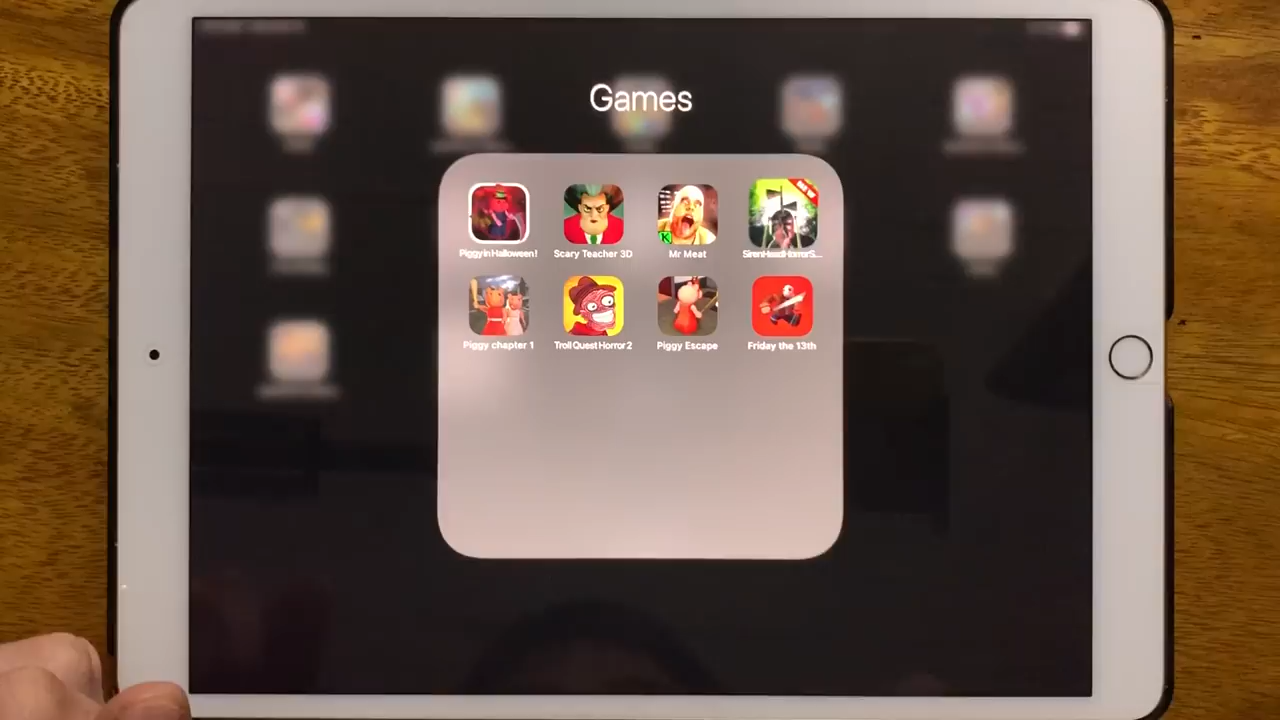 Games
Piggy in Halloween!
Scary Teacher 3D
Mr Meat
SirenHeadHorrorS...
Piggy chapter 1
Troll Quest Horror 2
Piggy Escape
Friday the 13th